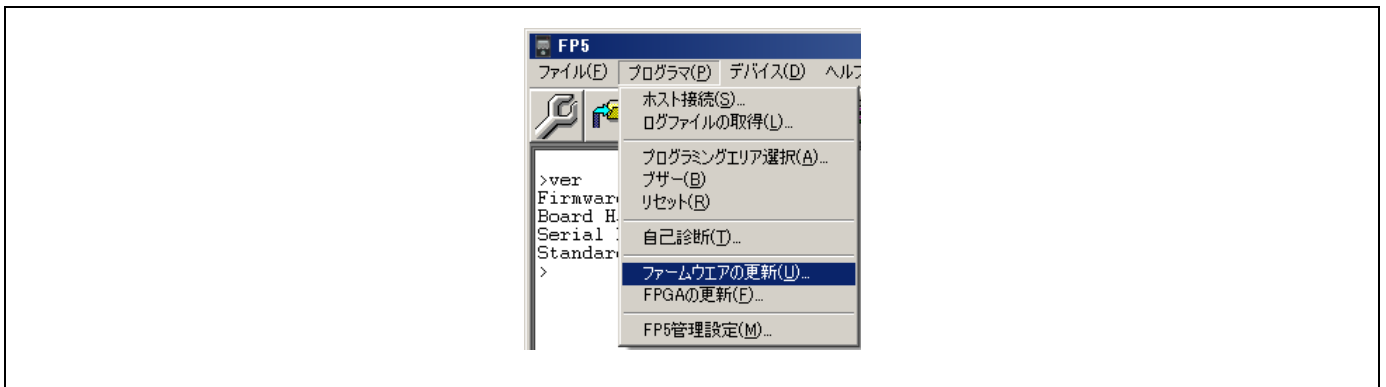 FP5
ファイル(F) プログラマ(P) デバイス(D) ヘルプ
ホスト接続(S)...
ログファイルの取得(L)...
プログラミングエリア選択(A)...
ブザー(B)
リセット(R)
自己診断(T)...
ファームウエアの更新(U)...
FPGAの更新(F)...
FP5管理設定(M)...
>ver
Firmwar
Board H
Serial
Standar
>